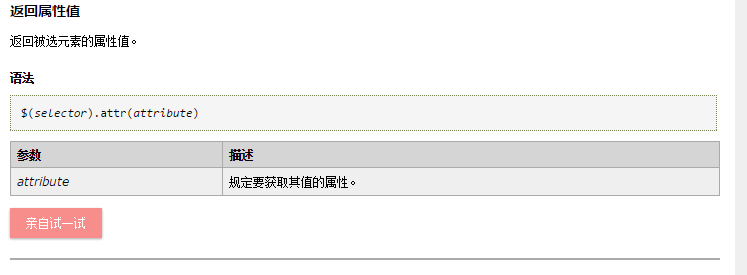 返回属性值
返回被选元素的属性值。
语法
$(selector).attr(attribute)
参数 描述
attribute 规定要获取其值的属性。
亲自试一试